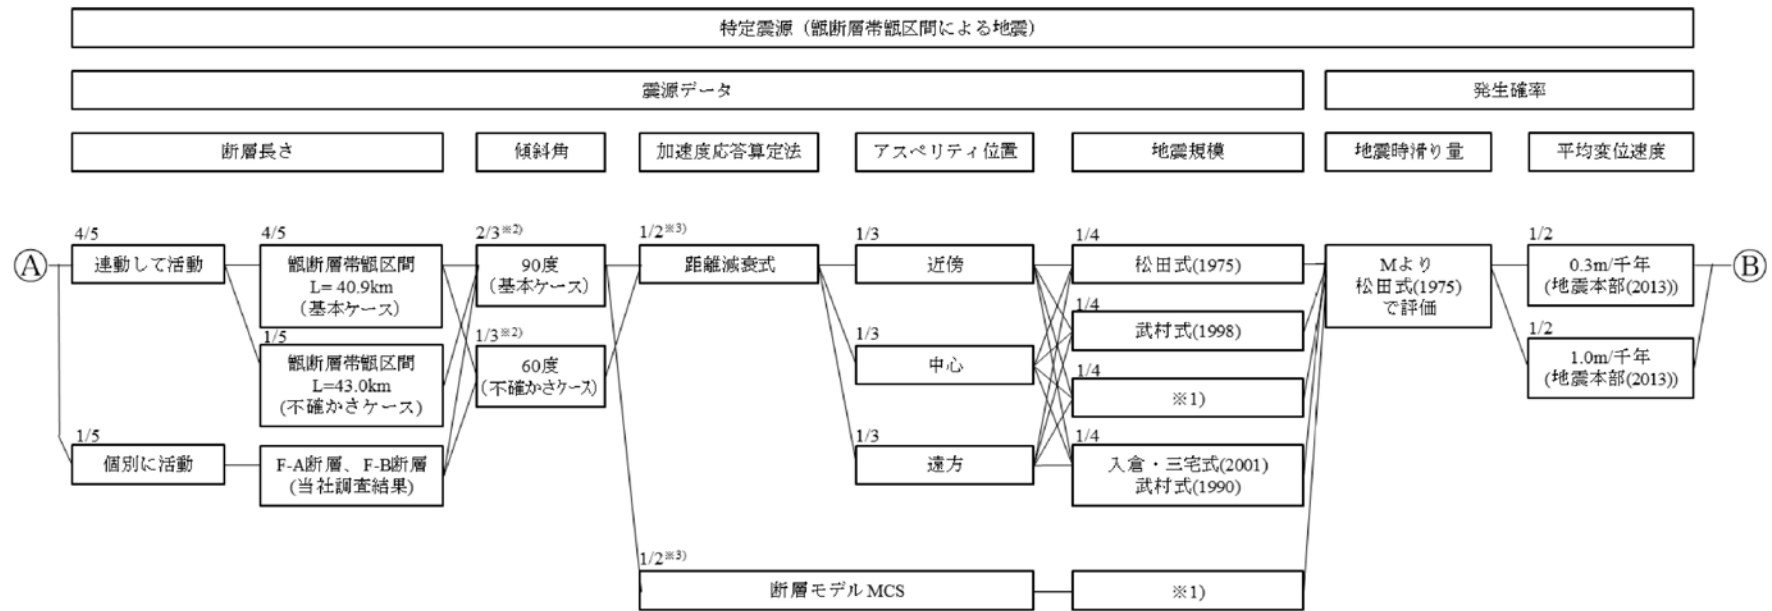 特定震源（甑断層帯甑区間による地震）
震源データ
発生確率
断層長さ
傾斜角
加速度応答算定法
アスペリティ位置
地震規模
地震時滑り量
平均変位速度
Ⓐ
4/5
連動して活動
4/5
甑断層帯甑区間
L= 40.9km
（基本ケース）
1/5
甑断層帯甑区間
L=43.0km
(不確かさケース)
1/5
個別に活動
F-A断層、F-B断層
(当社調査結果)
2/3※2)
90度
（基本ケース）
1/3※2)
60度
(不確かさケース)
1/2※3)
距離減衰式
1/2※3)
断層モデル MCS
1/3
近傍
1/3
中心
1/3
遠方
1/4
松田式(1975)
1/4
武村式(1998)
1/4
※1)
1/4
入倉・三宅式(2001)
武村式(1990)
※1)
Mより
松田式(1975)
で評価
1/2
0.3m/千年
(地震本部(2013))
1/2
1.0m/千年
(地震本部(2013))
Ⓑ